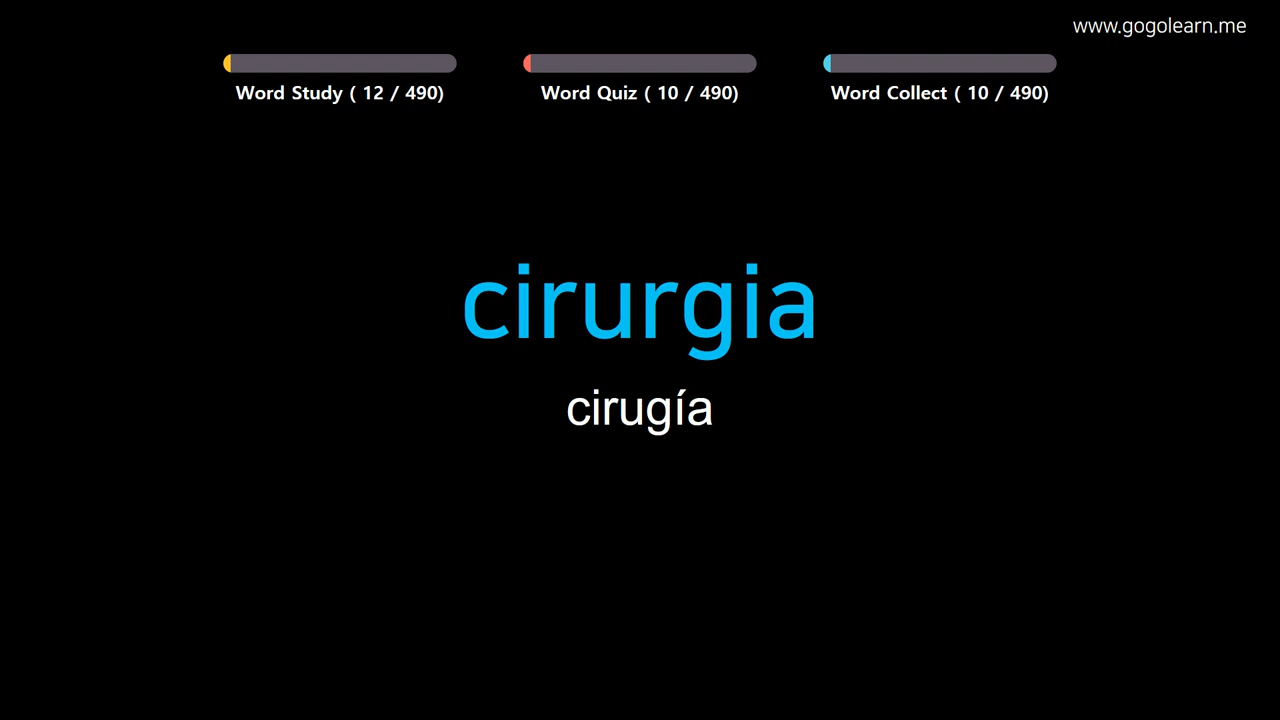 www.gogolearn.me
Word Study ( 12 / 490)
Word Quiz ( 10 / 490)
Word Collect ( 10 / 490)
cirurgia
cirugía